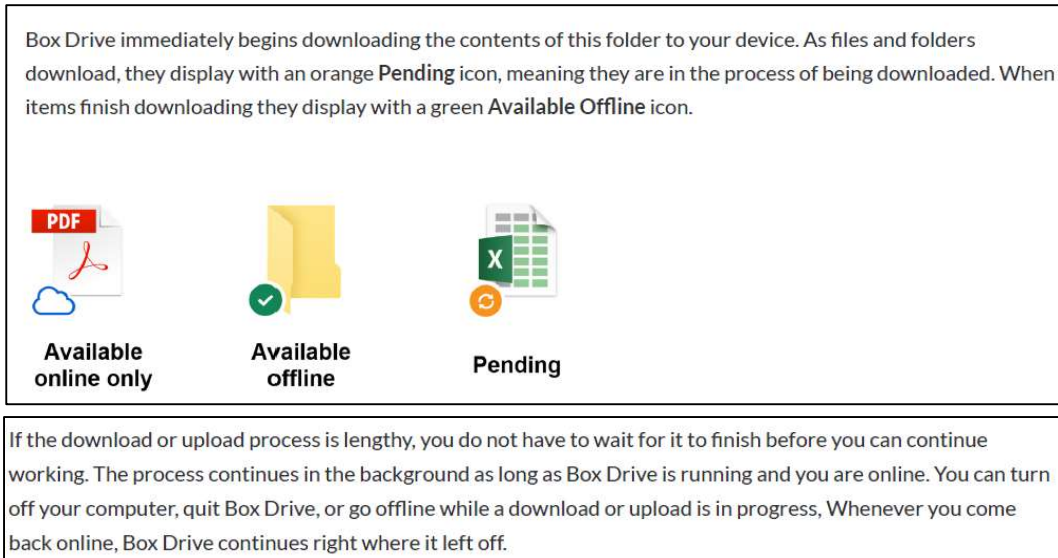 Box Drive immediately begins downloading the contents of this folder to your device. As files and folders
download, they display with an orange Pending icon, meaning they are in the process of being downloaded. When
items finish downloading they display with a green Available Offline icon.
PDF
X
Available
online only
Available
offline
Pending
If the download or upload process is lengthy, you do not have to wait for it to finish before you can continue
working. The process continues in the background as long as Box Drive is running and you are online. You can turn
off your computer, quit Box Drive, or go offline while a download or upload is in progress, Whenever you come
back online, Box Drive continues right where it left off.